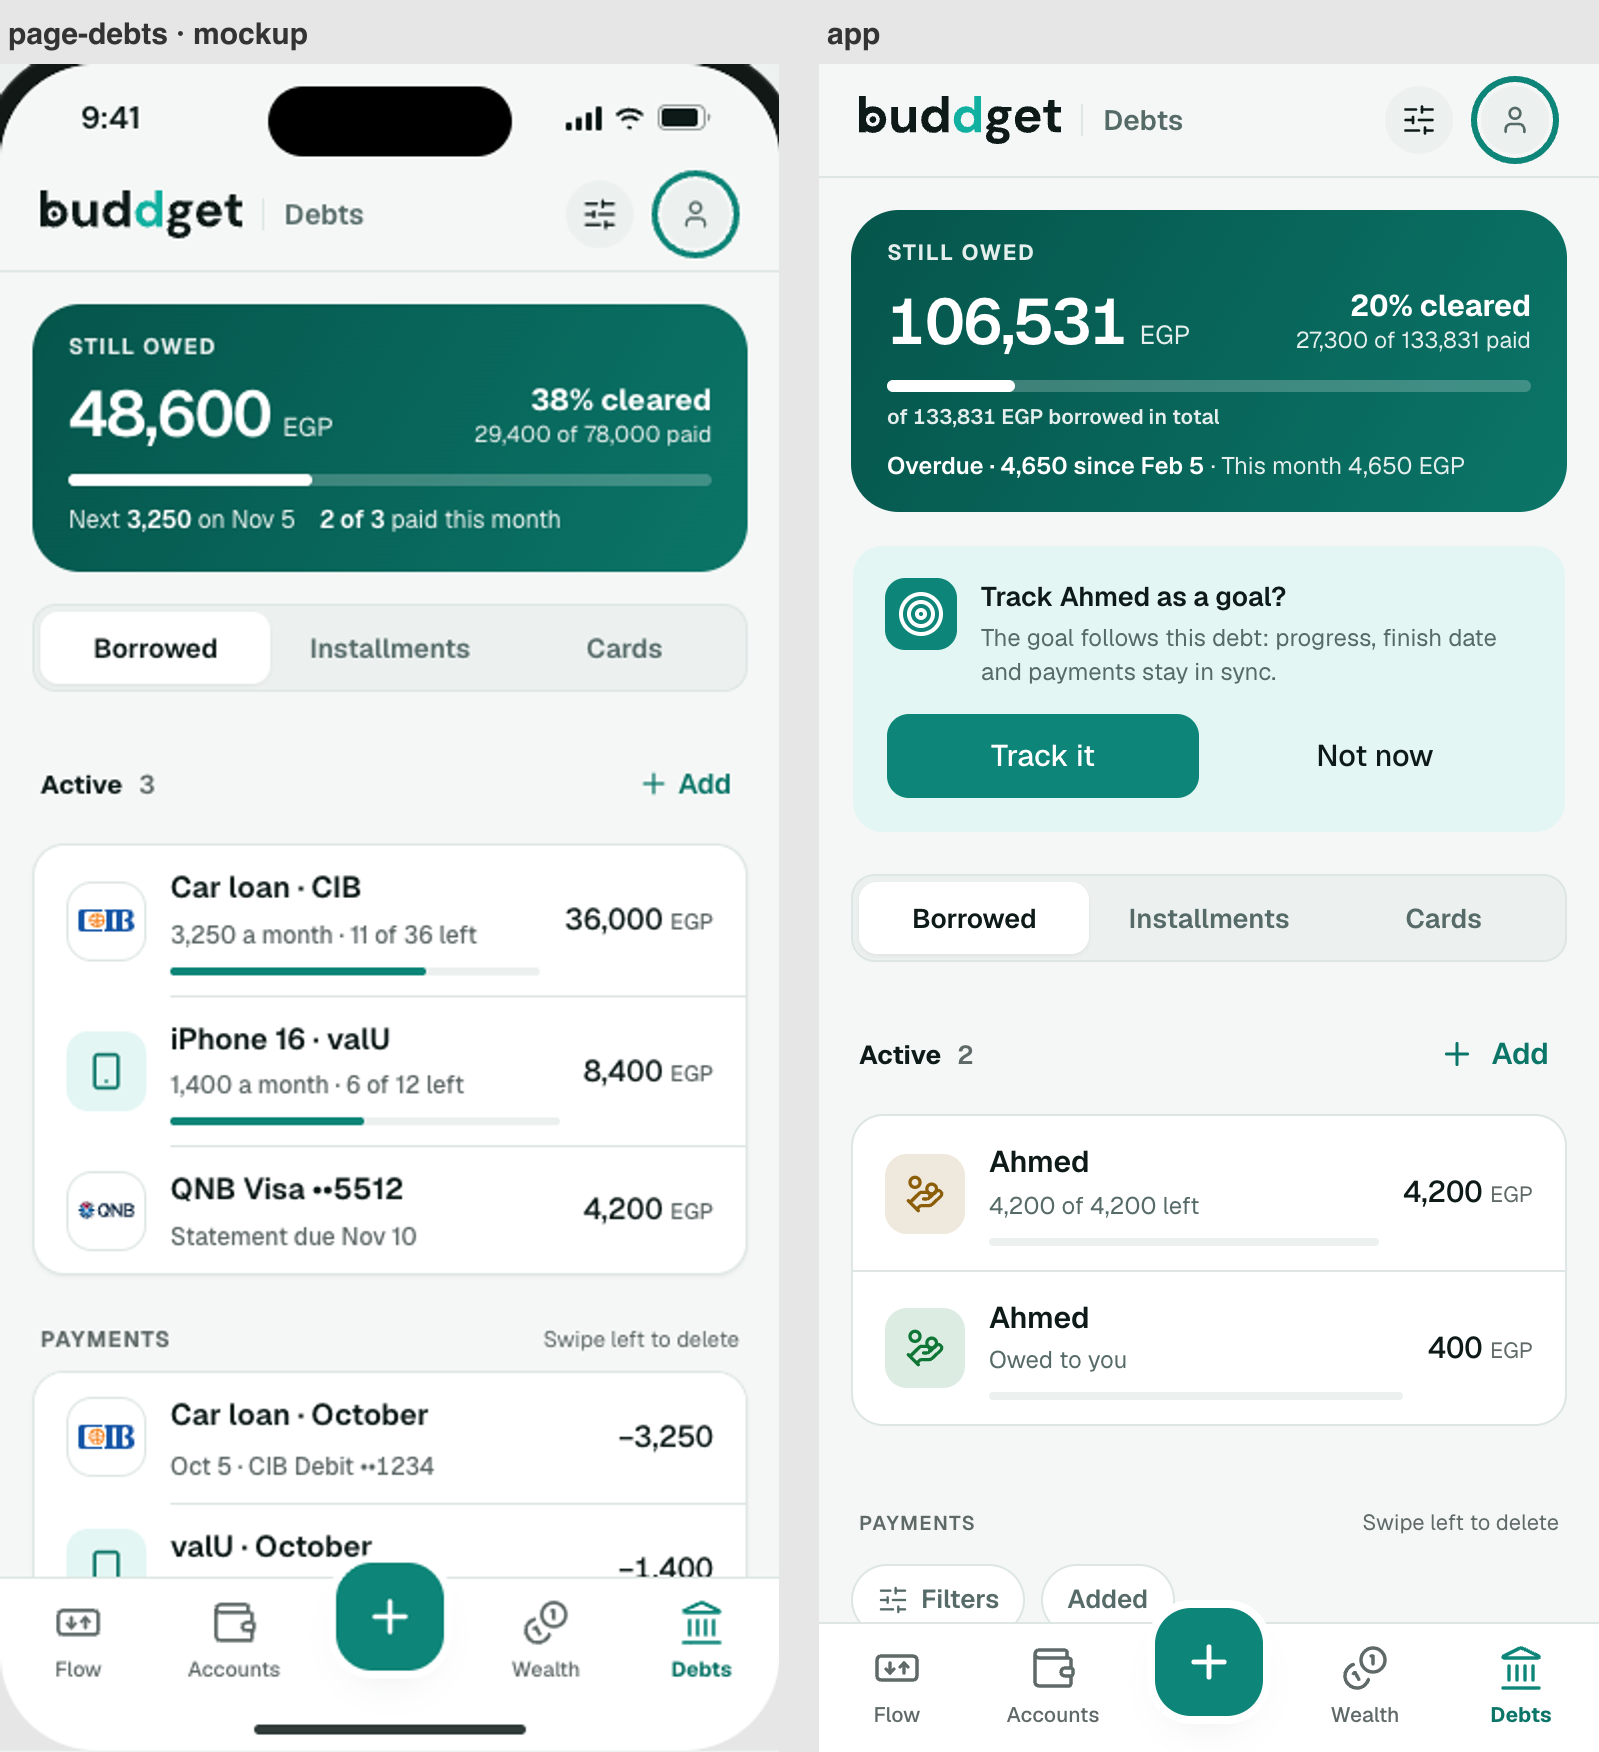 page-debts · mockup
9:41
buddget
Debts
STILL OWED
48,600 EGP
38% cleared
29,400 of 78,000 paid
Next 3,250 on Nov 5 2 of 3 paid this month
Borrowed
Installments
Cards
Active 3
+ Add
Car loan · CIB
3,250 a month · 11 of 36 left
36,000 EGP
CIB
iPhone 16 · valU
1,400 a month · 6 of 12 left
8,400 EGP
QNB Visa ••5512
Statement due Nov 10
4,200 EGP
QNB
PAYMENTS
Swipe left to delete
Car loan · October
Oct 5 · CIB Debit ••1234
−3,250
CIB
valU · October
−1,400
Flow
Accounts
+
Wealth
Debts
app
buddget
Debts
STILL OWED
106,531 EGP
20% cleared
27,300 of 133,831 paid
of 133,831 EGP borrowed in total
Overdue · 4,650 since Feb 5 · This month 4,650 EGP
Track Ahmed as a goal?
The goal follows this debt: progress, finish date
and payments stay in sync.
Track it
Not now
Borrowed
Installments
Cards
Active 2
+ Add
Ahmed
4,200 of 4,200 left
4,200 EGP
Ahmed
Owed to you
400 EGP
PAYMENTS
Swipe left to delete
Filters
Added
Flow
Accounts
+
Wealth
Debts